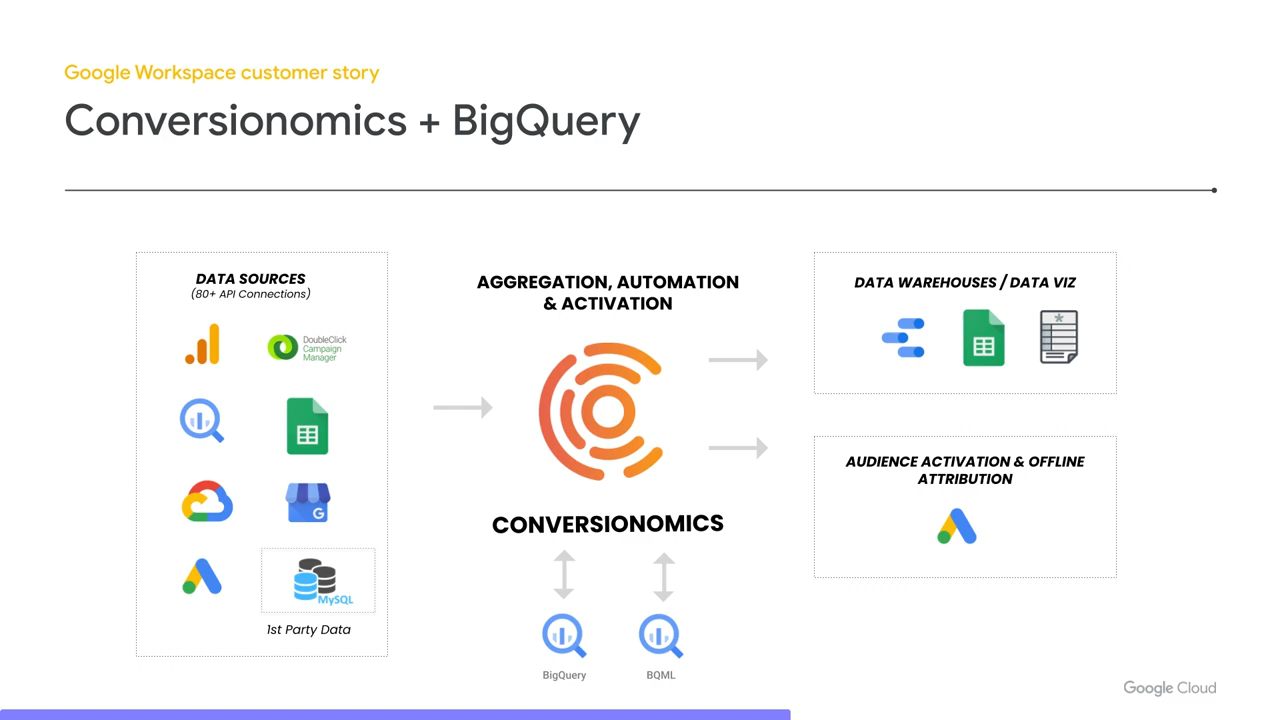 Google Workspace customer story
Conversionomics + BigQuery
DATA SOURCES
(80+ API Connections)
DoubleClick
Campaign
Manager
G
MySQL
1st Party Data
AGGREGATION, AUTOMATION
& ACTIVATION
CONVERSIONOMICS
BigQuery
BQML
DATA WAREHOUSES / DATA VIZ
AUDIENCE ACTIVATION & OFFLINE
ATTRIBUTION
Google Cloud